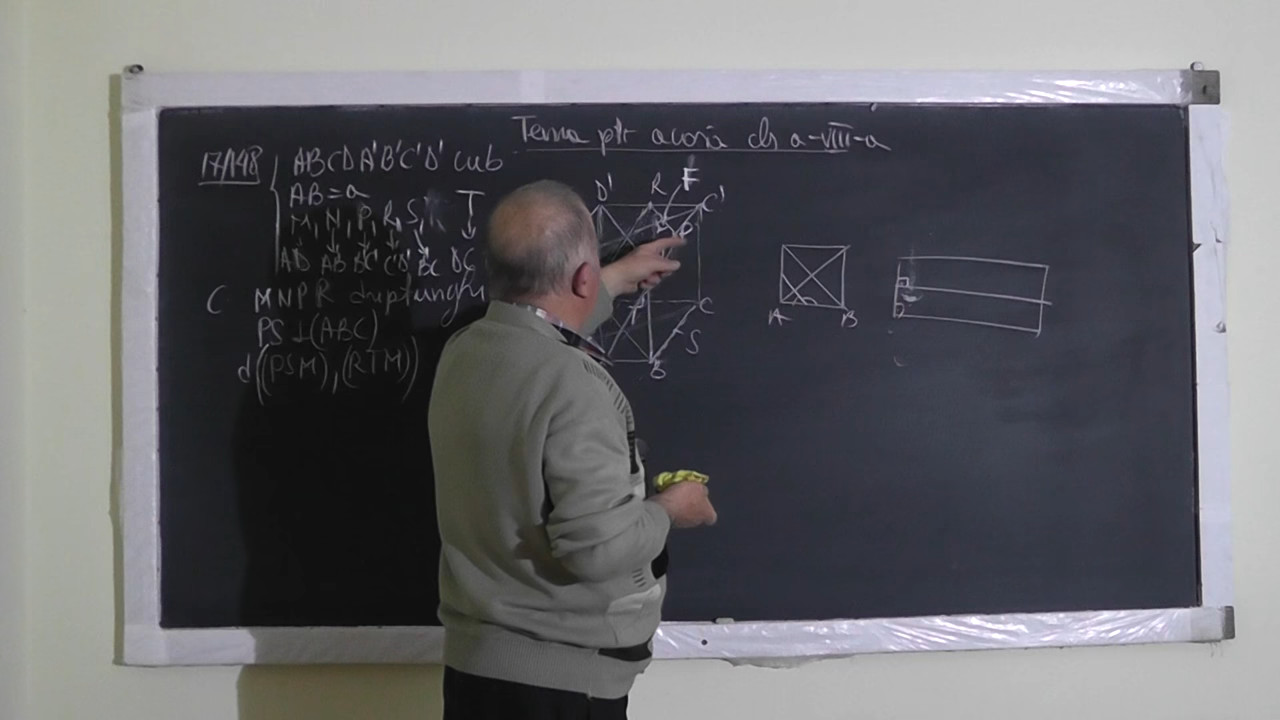 Tema ptr acasă cls a-VIII-a
17/148 ABCDA'B'C'D' cub
AB=a
M, N, P, R, S, T
AD' AB BC' C'D' BC DC
C MNPR dreptunghi
PS⊥(ABC)
d((PSM),(RTM))
D' R F C'
P
C
S
B
A B